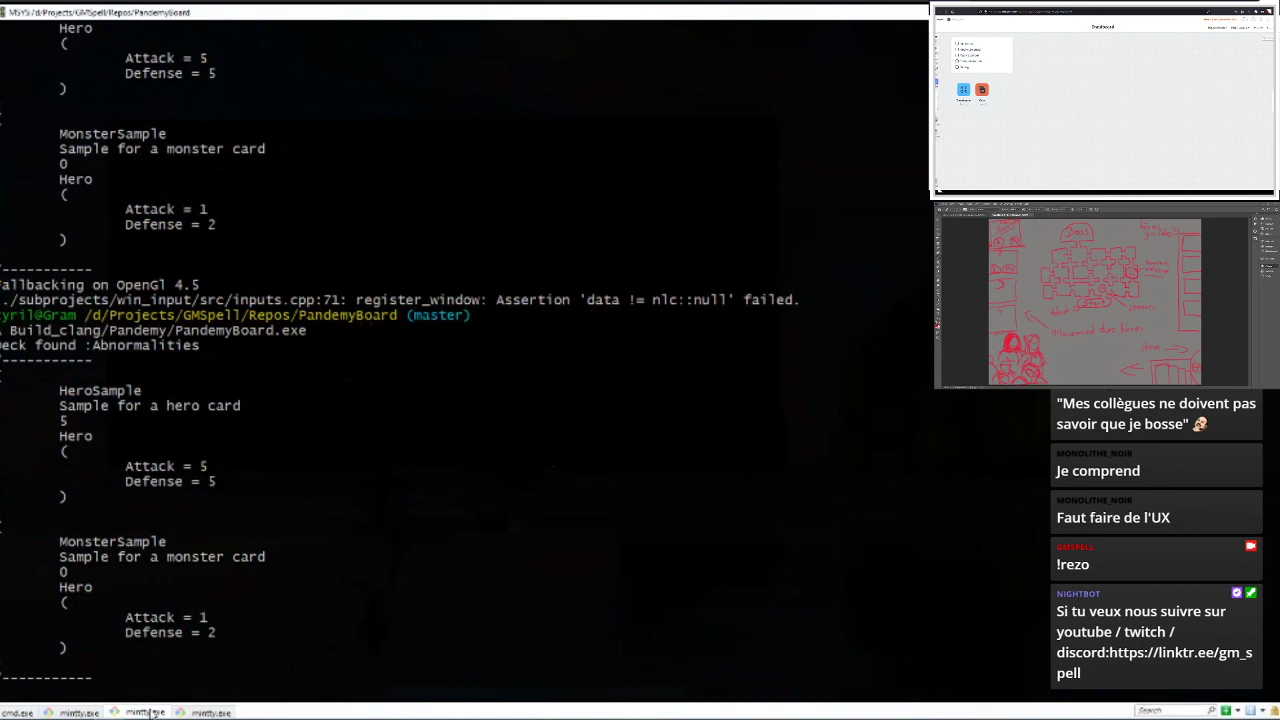 MSYS:/d/Projects/GMSpell/Repos/PandemyBoard
Hero
(
Attack = 5
Defense = 5
)
MonsterSample
Sample for a monster card
0
Hero
(
Attack = 1
Defense = 2
)
-----------
allbacking on OpenGl 4.5
./subprojects/win_input/src/inputs.cpp:71: register_window: Assertion 'data != nlc::null' failed.
yril@Gram /d/Projects/GMSpell/Repos/PandemyBoard (master)
Build_clang/Pandemy/PandemyBoard.exe
eck found :Abnormalities
-----------
HeroSample
Sample for a hero card
5
Hero
(
Attack = 5
Defense = 5
)
MonsterSample
Sample for a monster card
0
Hero
(
Attack = 1
Defense = 2
)
-----------
cmd.exe
mintty.exe
mintty.exe
mintty.exe
Search
Boss
Placement des héros
item
"Mes collègues ne doivent pas
savoir que je bosse"
MONOLITHE_NOIR
Je comprend
MONOLITHE_NOIR
Faut faire de l'UX
GMSPELL
!rezo
NIGHTBOT
Si tu veux nous suivre sur
youtube / twitch /
discord:https://linktr.ee/gm_s
pell